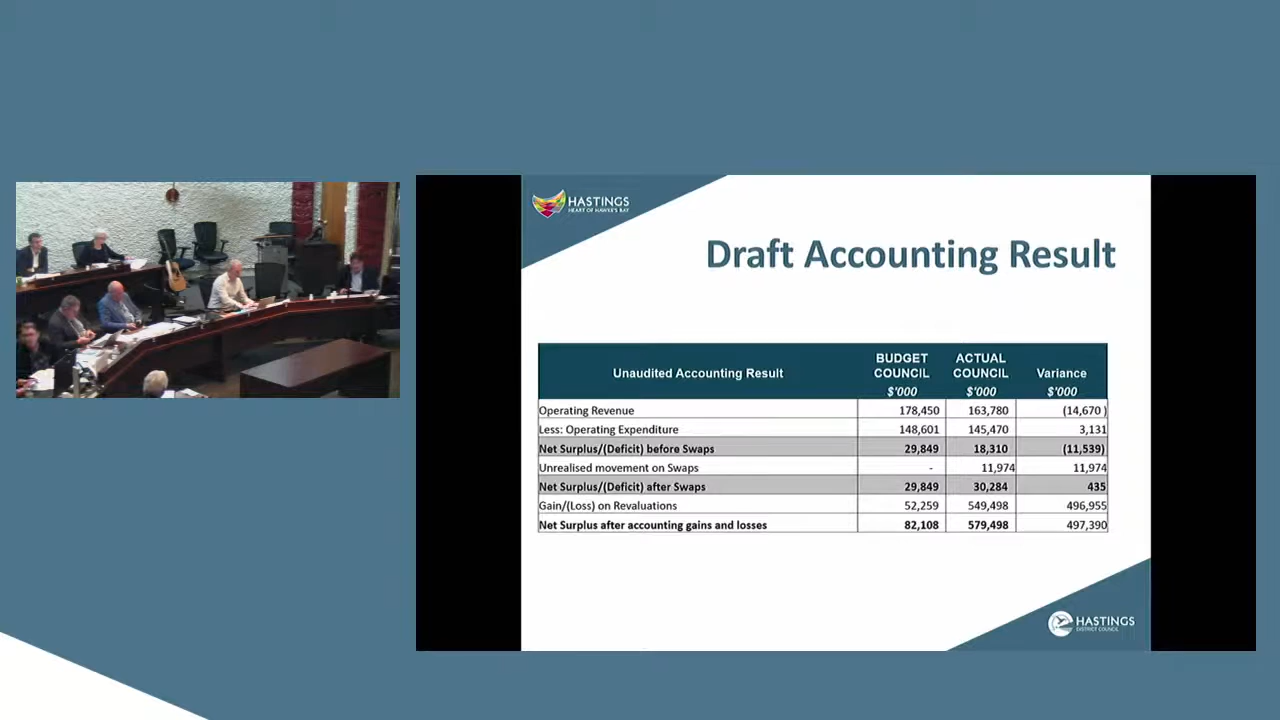 HASTINGS
HEART OF HAWKE'S BAY
Draft Accounting Result
Unaudited Accounting Result BUDGET COUNCIL $'000 ACTUAL COUNCIL $'000 Variance $'000
Operating Revenue 178,450 163,780 (14,670 )
Less: Operating Expenditure 148,601 145,470 3,131
Net Surplus/(Deficit) before Swaps 29,849 18,310 (11,539)
Unrealised movement on Swaps - 11,974 11,974
Net Surplus/(Deficit) after Swaps 29,849 30,284 435
Gain/(Loss) on Revaluations 52,259 549,498 496,955
Net Surplus after accounting gains and losses 82,108 579,498 497,390
HASTINGS
DISTRICT COUNCIL